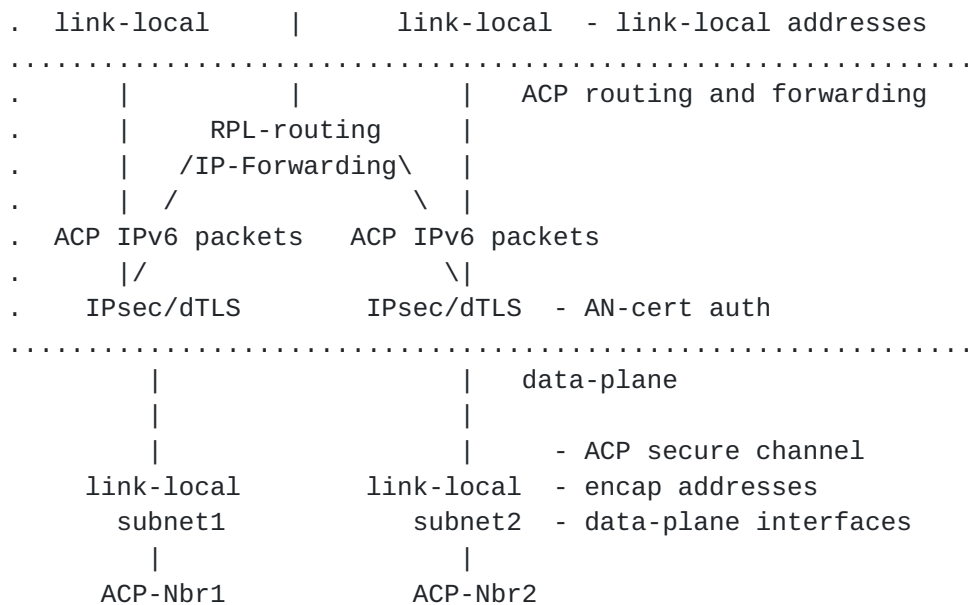 .  link-local     |      link-local  - link-local addresses
..............................................................
.      |          |          |   ACP routing and forwarding
.      |     RPL-routing     |
.      |   /IP-Forwarding\   |
.      |  /               \  |
.  ACP IPv6 packets   ACP IPv6 packets
.      |/                   \|
.    IPsec/dTLS        IPsec/dTLS  - AN-cert auth
..............................................................
         |                   |   data-plane
         |                   |
         |                   |     - ACP secure channel
     link-local        link-local  - encap addresses
       subnet1            subnet2  - data-plane interfaces
         |                   |
      ACP-Nbr1            ACP-Nbr2